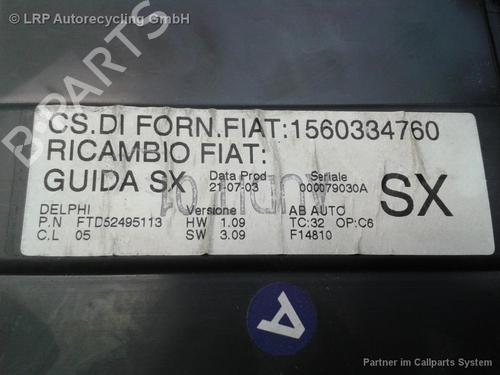 © LRP Autorecycling GmbH
CS.DI FORN.FIAT:1560334760
RICAMBIO FIAT:
GUIDA SX Data Prod 21-07-03 Seriale 000079030A
SX
DELPHI Versione AB AUTO
P.N FTD52495113 HW 1.09 TC:32 OP:C6
C.L 05 SW 3.09 F14810
A
Partner im Callparts System